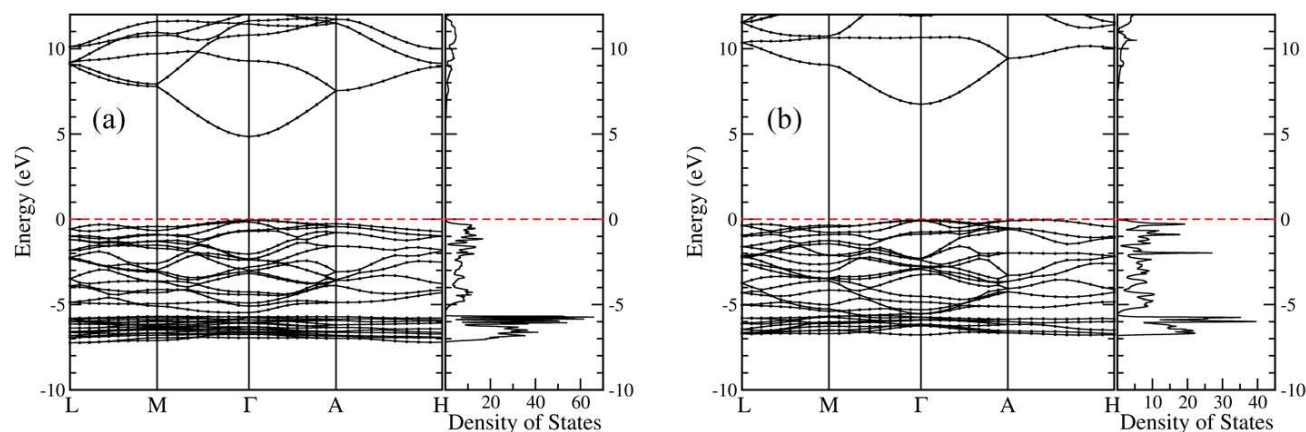 10 10 10 10
(a) (b)
5 5 5 5
Energy (eV) Energy (eV)
0 0 0 0
-5 -5 -5 -5
-10 -10 -10 -10
L M Γ A H 20 40 60 L M Γ A H 10 20 30 40
Density of States Density of States